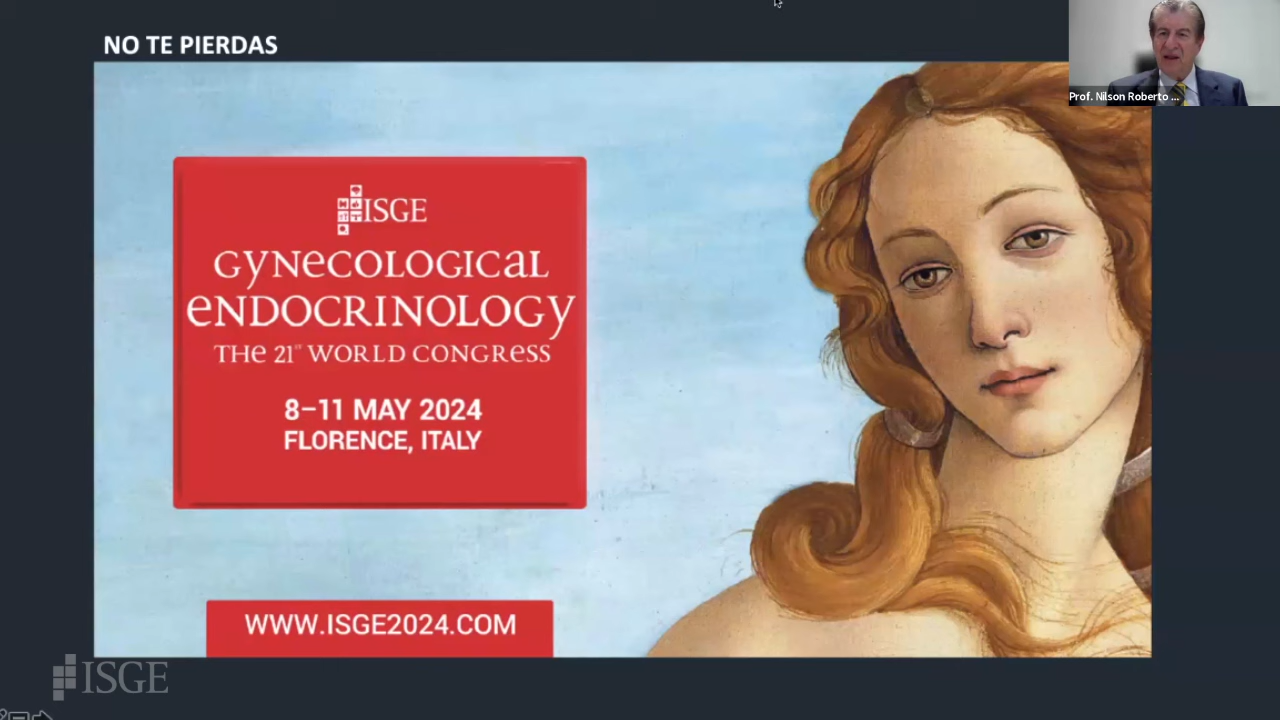 NO TE PIERDAS
Prof. Nilson Roberto ...
ISGE
GYNECOLOGICAL
ENDOCRINOLOGY
THE 21st WORLD CONGRESS
8–11 MAY 2024
FLORENCE, ITALY
WWW.ISGE2024.COM
ISGE